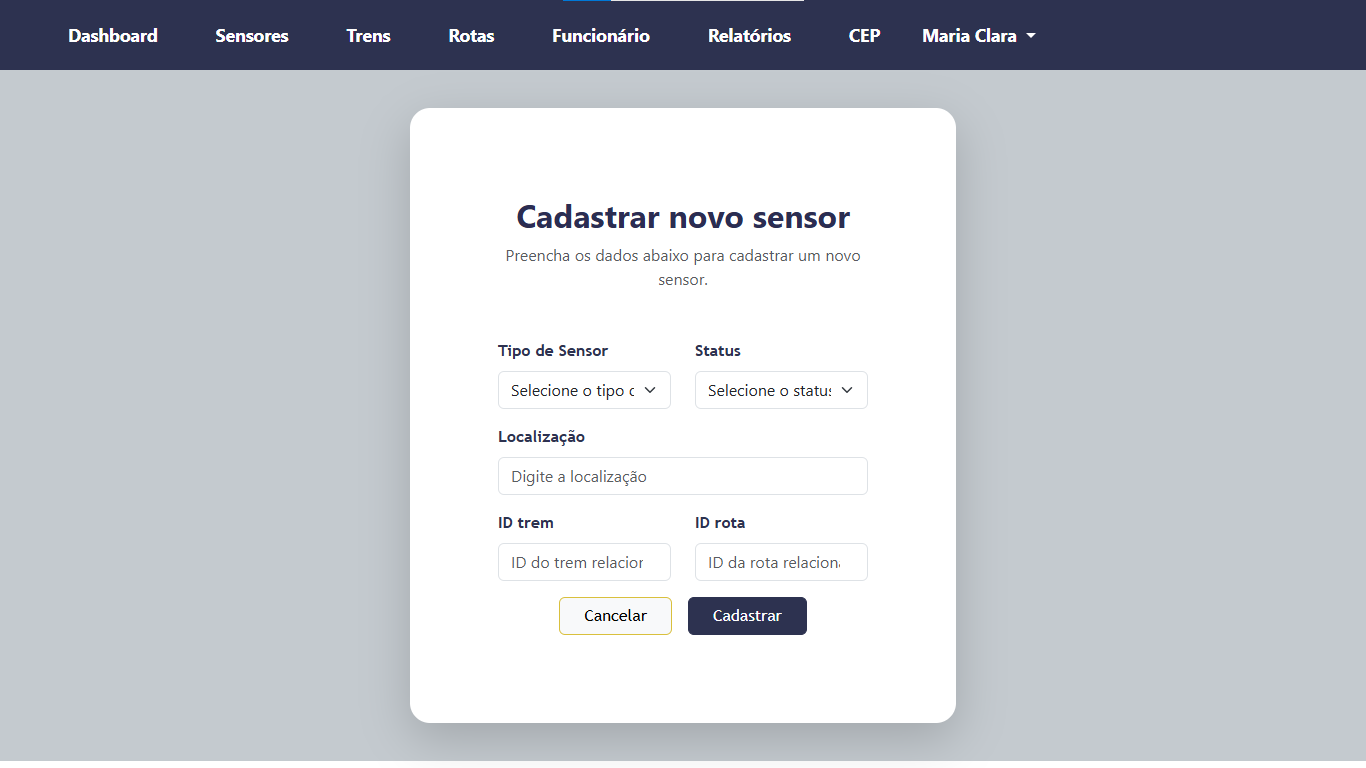 Dashboard Sensores Trens Rotas Funcionário Relatórios CEP Maria Clara
Cadastrar novo sensor
Preencha os dados abaixo para cadastrar um novo
sensor.
Tipo de Sensor Status
Selecione o tipo Selecione o status
Localização
Digite a localização
ID trem ID rota
ID do trem relacion ID da rota relaciona
Cancelar Cadastrar